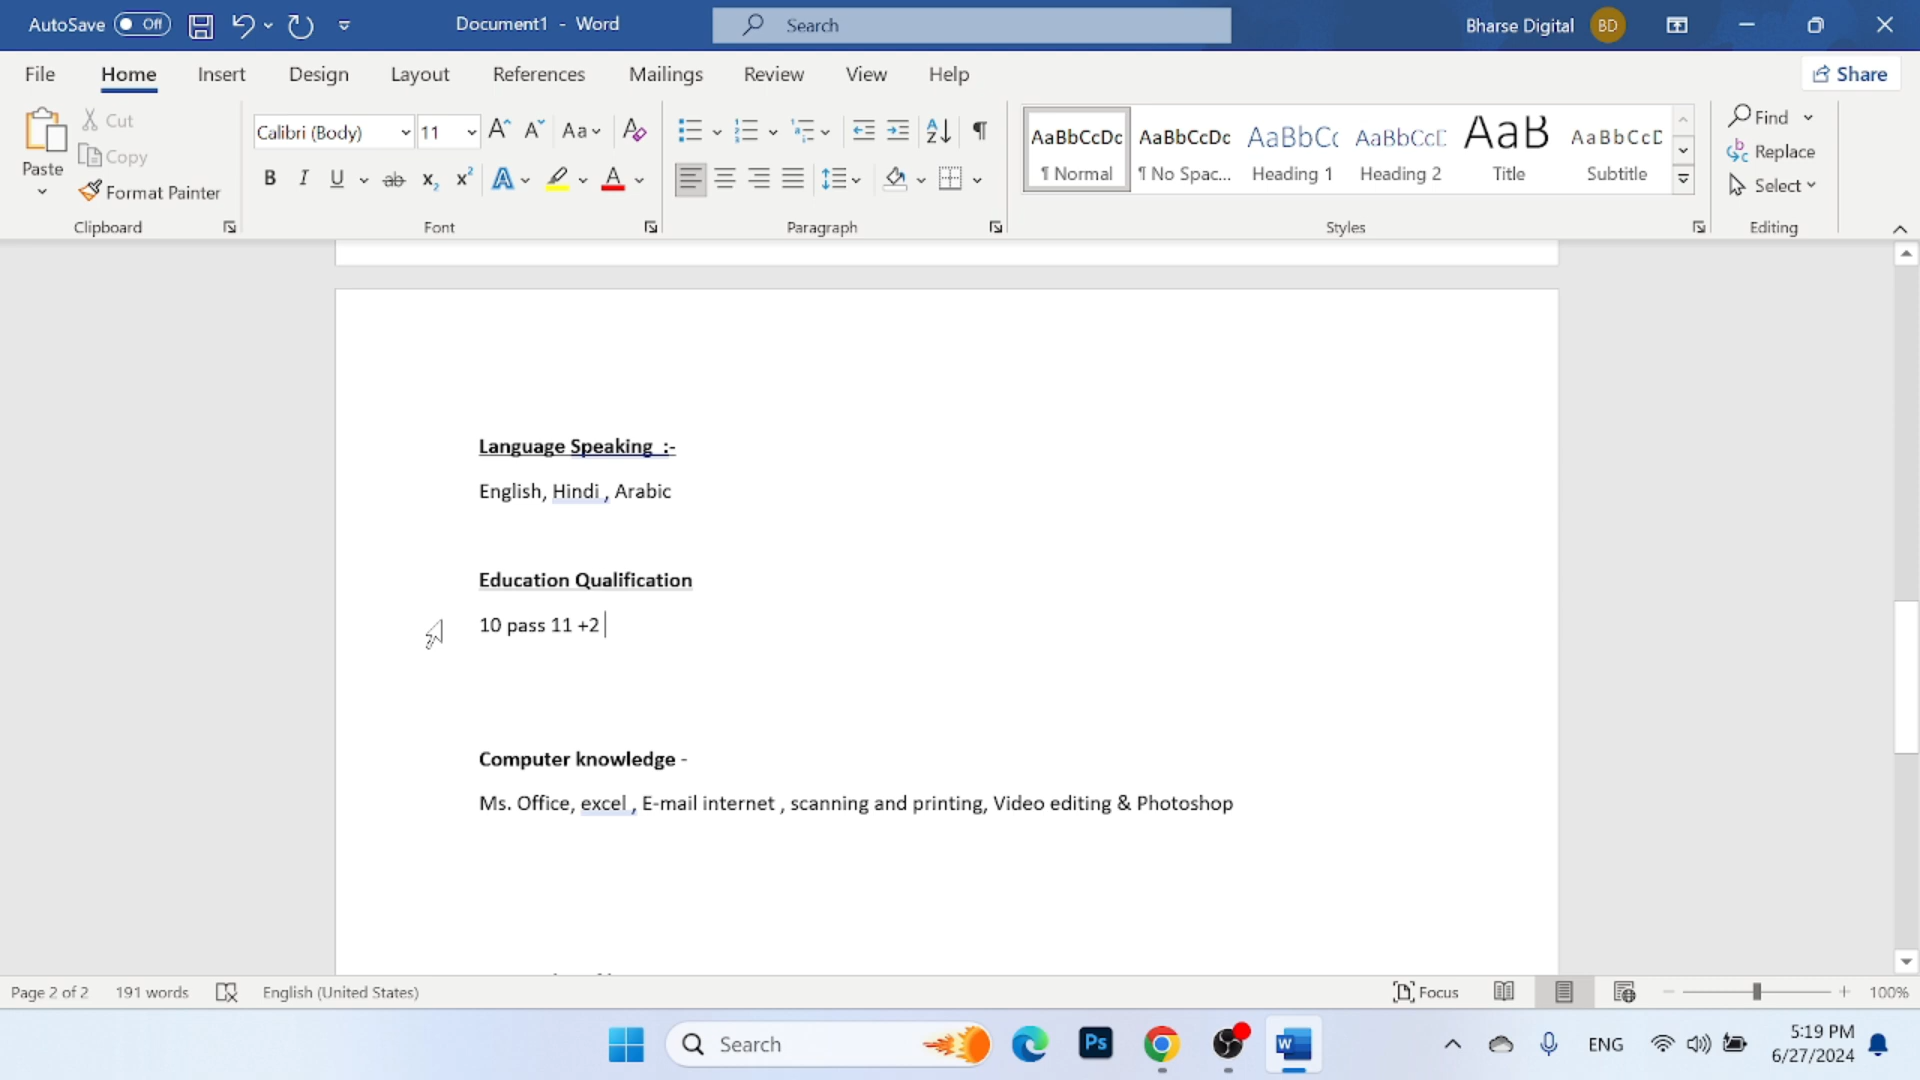 AutoSave Off Document1 - Word Search Bharse Digital BD
File Home Insert Design Layout References Mailings Review View Help Share
Paste Cut Copy Format Painter Clipboard
Calibri (Body) 11 Font
Paragraph
AaBbCcDc ¶ Normal
AaBbCcDc ¶ No Spac...
AaBbCc Heading 1
AaBbCcC Heading 2
AaB Title
AaBbCcD Subtitle
Styles
Find
Replace
Select
Editing
Language Speaking :-
English, Hindi , Arabic
Education Qualification
10 pass 11 +2
Computer knowledge -
Ms. Office, excel , E-mail internet , scanning and printing, Video editing & Photoshop
Page 2 of 2 191 words English (United States) Focus 100%
Search Ps W ENG 5:19 PM
6/27/2024